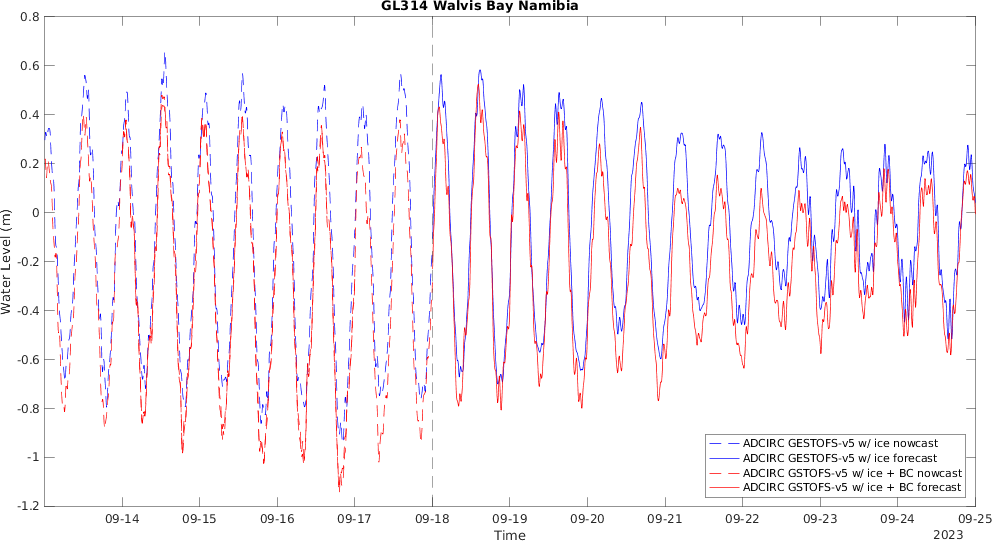 GL314 Walvis Bay Namibia
0.8
0.6
0.4
0.2
0
-0.2
-0.4
-0.6
-0.8
-1
-1.2
Water Level (m)
ADCIRC GESTOFS-v5 w/ ice nowcast
ADCIRC GESTOFS-v5 w/ ice forecast
ADCIRC GSTOFS-v5 w/ ice + BC nowcast
ADCIRC GSTOFS-v5 w/ ice + BC forecast
09-14 09-15 09-16 09-17 09-18 09-19 09-20 09-21 09-22 09-23 09-24 09-25
Time
2023